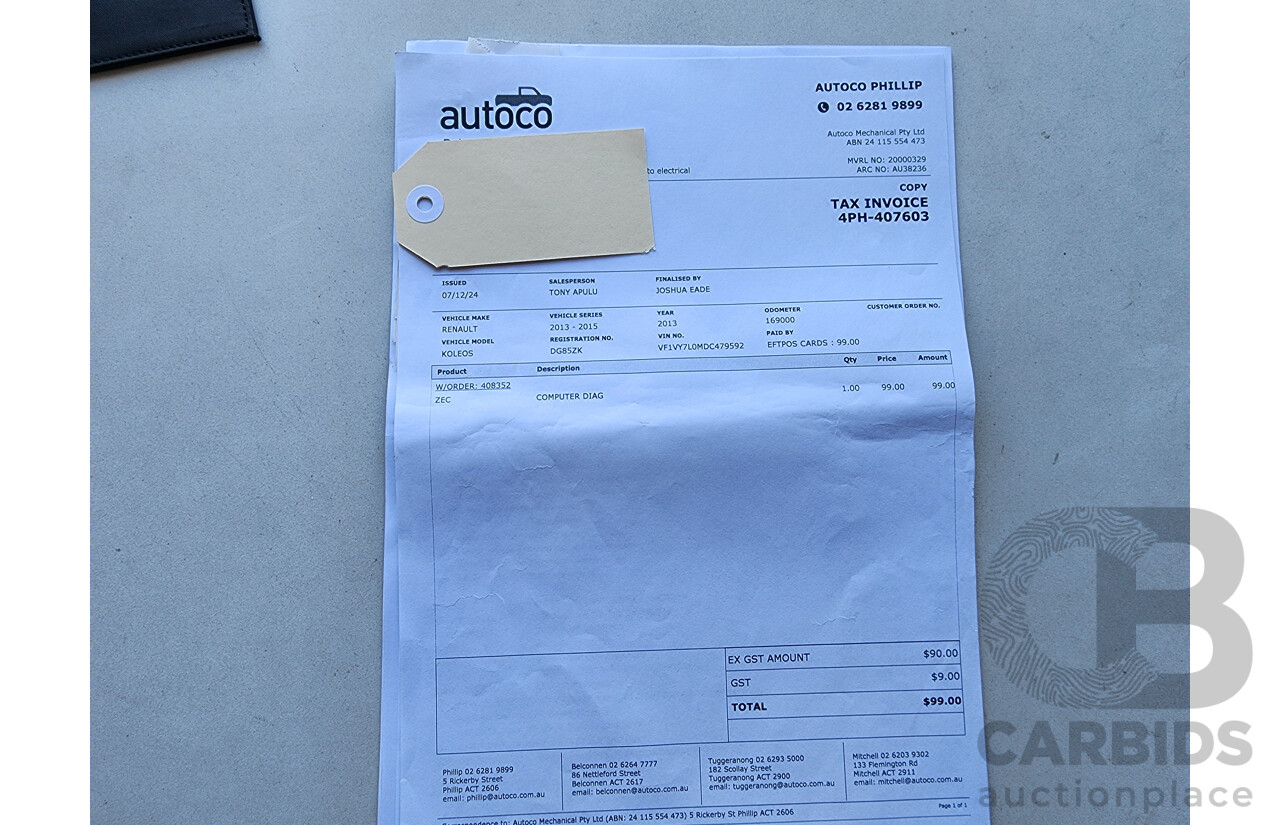 autoco
AUTOCO PHILLIP
02 6281 9899
Autoco Mechanical Pty Ltd
ABN 24 115 554 473
MVRL NO: 20000329
ARC NO: AU38236
to electrical
COPY
TAX INVOICE
4PH-407603
ISSUED SALESPERSON FINALISED BY
07/12/24 TONY APULU JOSHUA EADE
VEHICLE MAKE VEHICLE SERIES YEAR ODOMETER CUSTOMER ORDER NO.
RENAULT 2013 - 2015 2013 169000
VEHICLE MODEL REGISTRATION NO. VIN NO. PAID BY
KOLEOS DG85ZK VF1VY7L0MDC479592 EFTPOS CARDS : 99.00
Product Description Qty Price Amount
W/ORDER: 408352
ZEC COMPUTER DIAG 1.00 99.00 99.00
EX GST AMOUNT $90.00
GST $9.00
TOTAL $99.00
Phillip 02 6281 9899
5 Rickerby Street
Phillip ACT 2606
email: phillip@autoco.com.au
Belconnen 02 6264 7777
86 Nettleford Street
Belconnen ACT 2617
email: belconnen@autoco.com.au
Tuggeranong 02 6293 5000
182 Scollay Street
Tuggeranong ACT 2900
email: tuggeranong@autoco.com.au
Mitchell 02 6203 9302
133 Flemington Rd
Mitchell ACT 2911
email: mitchell@autoco.com.au
Correspondence to: Autoco Mechanical Pty Ltd (ABN: 24 115 554 473) 5 Rickerby St Phillip ACT 2606
Page 1 of 1
CB
CARBIDS
auctionplace